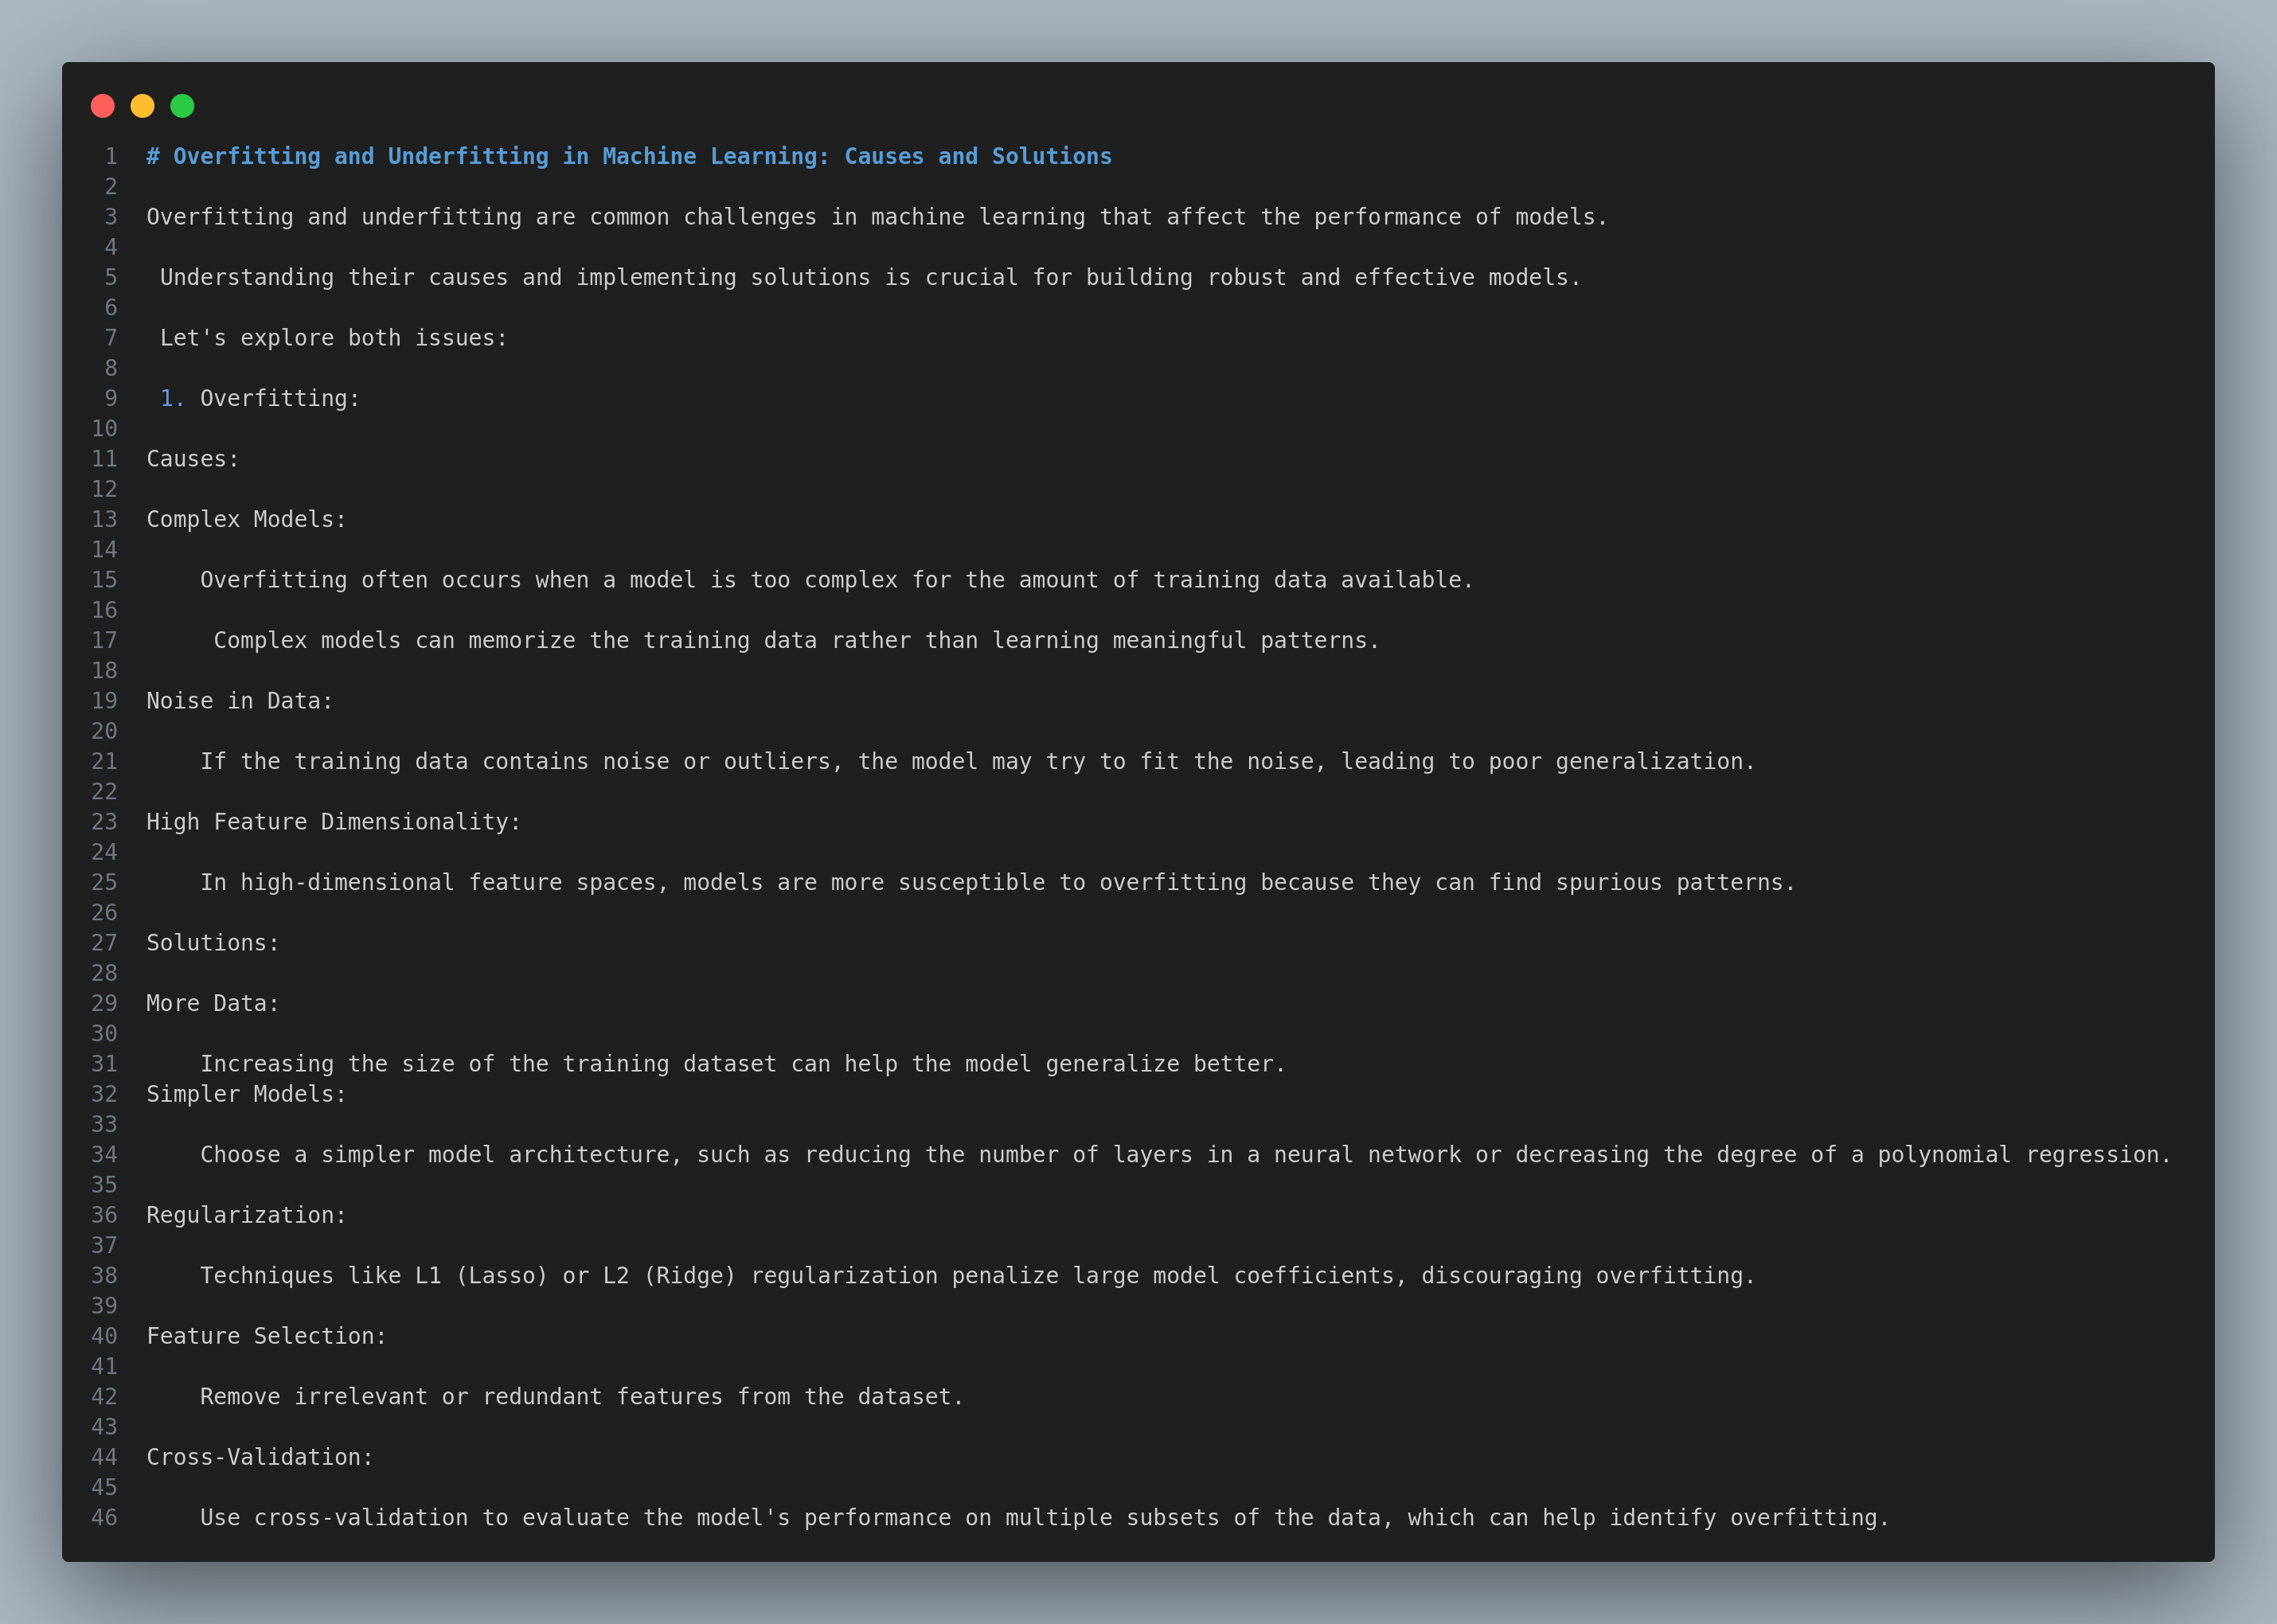 1 # Overfitting and Underfitting in Machine Learning: Causes and Solutions
2
3 Overfitting and underfitting are common challenges in machine learning that affect the performance of models.
4
5 Understanding their causes and implementing solutions is crucial for building robust and effective models.
6
7 Let's explore both issues:
8
9 1. Overfitting:
10
11 Causes:
12
13 Complex Models:
14
15 Overfitting often occurs when a model is too complex for the amount of training data available.
16
17 Complex models can memorize the training data rather than learning meaningful patterns.
18
19 Noise in Data:
20
21 If the training data contains noise or outliers, the model may try to fit the noise, leading to poor generalization.
22
23 High Feature Dimensionality:
24
25 In high-dimensional feature spaces, models are more susceptible to overfitting because they can find spurious patterns.
26
27 Solutions:
28
29 More Data:
30
31 Increasing the size of the training dataset can help the model generalize better.
32 Simpler Models:
33
34 Choose a simpler model architecture, such as reducing the number of layers in a neural network or decreasing the degree of a polynomial regression.
35
36 Regularization:
37
38 Techniques like L1 (Lasso) or L2 (Ridge) regularization penalize large model coefficients, discouraging overfitting.
39
40 Feature Selection:
41
42 Remove irrelevant or redundant features from the dataset.
43
44 Cross-Validation:
45
46 Use cross-validation to evaluate the model's performance on multiple subsets of the data, which can help identify overfitting.